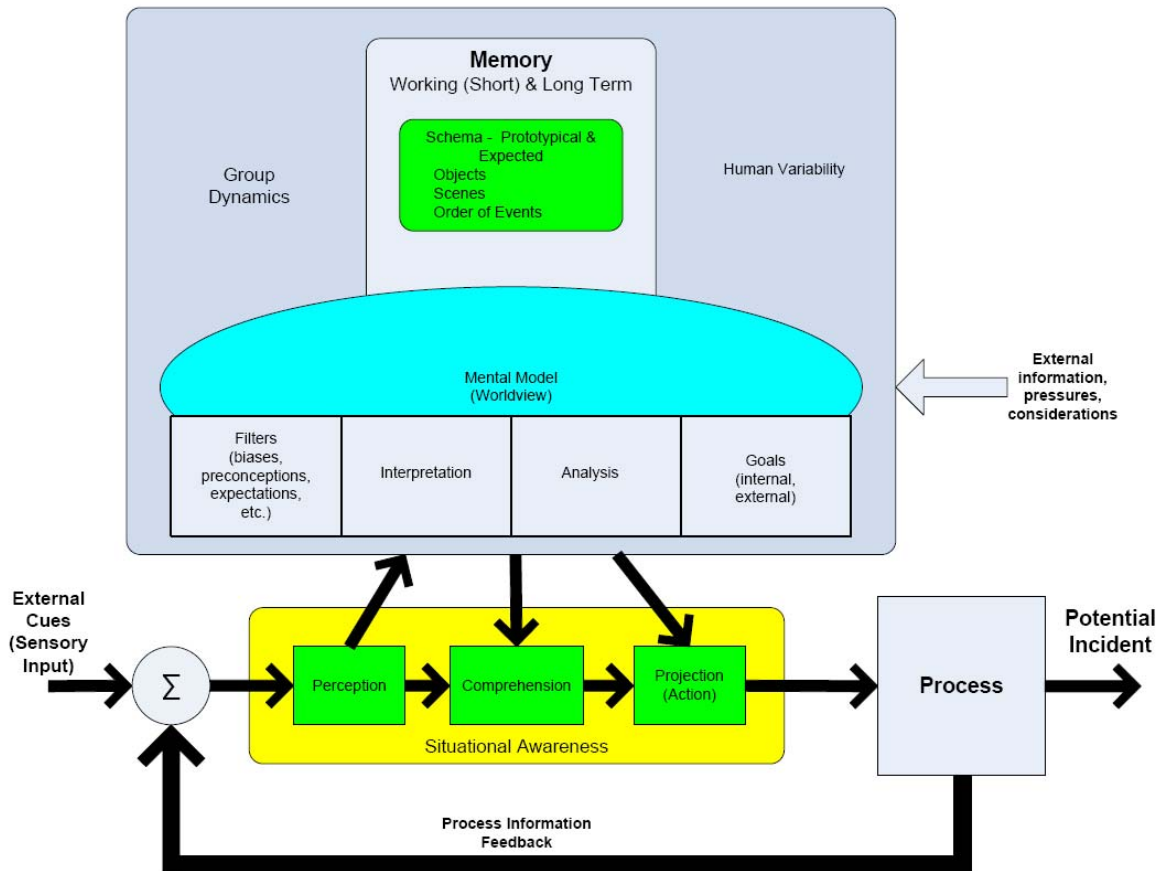 Memory
Working (Short) & Long Term
Schema - Prototypical &
Expected
Objects
Scenes
Order of Events
Group
Dynamics
Human Variability
Mental Model
(Worldview)
External
information,
pressures,
considerations
Filters
(biases,
preconceptions,
expectations,
etc.)
Interpretation
Analysis
Goals
(internal,
external)
External
Cues
(Sensory
Input)
Σ
Perception
Comprehension
Projection
(Action)
Situational Awareness
Process
Potential
Incident
Process Information
Feedback